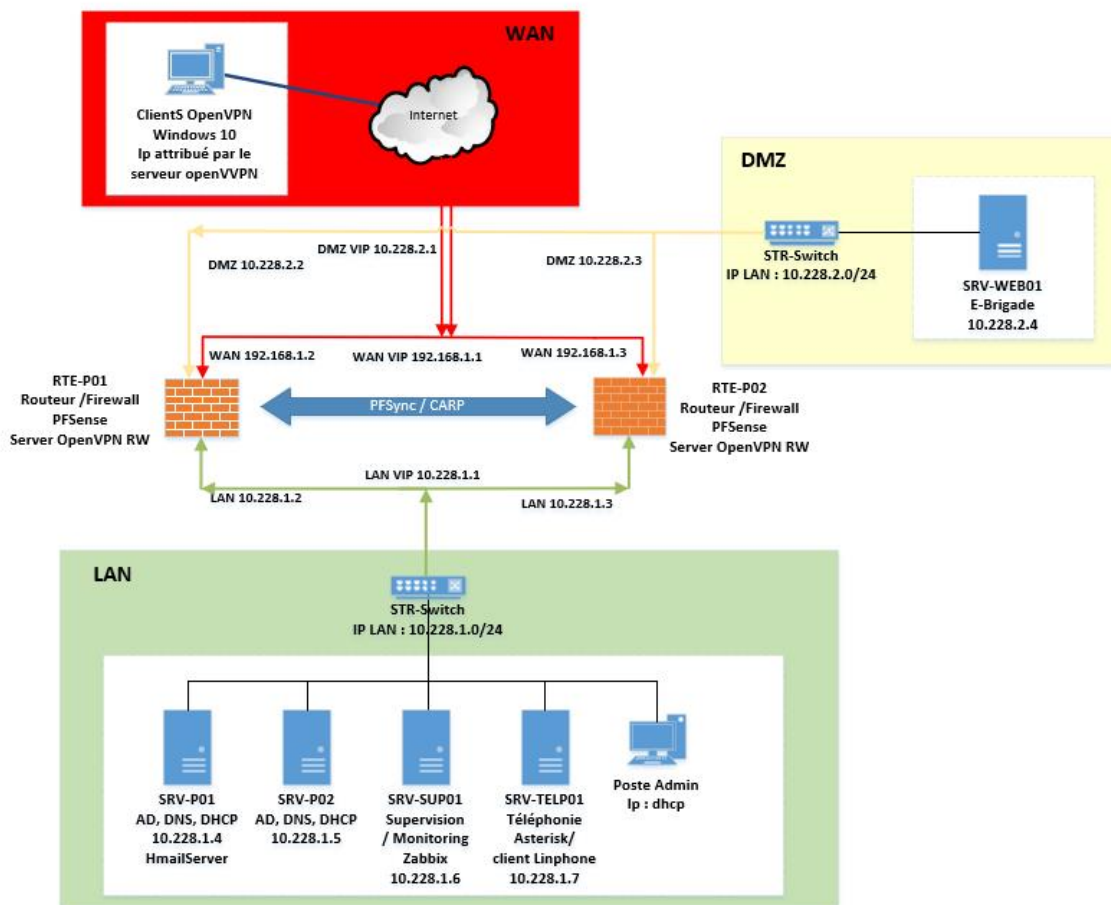 WAN
ClientS OpenVPN
Windows 10
Ip attribué par le
serveur openVVPN
Internet
DMZ
STR-Switch
IP LAN : 10.228.2.0/24
SRV-WEB01
E-Brigade
10.228.2.4
DMZ VIP 10.228.2.1
DMZ 10.228.2.2
DMZ 10.228.2.3
WAN 192.168.1.2
WAN VIP 192.168.1.1
WAN 192.168.1.3
RTE-P01
Routeur /Firewall
PFSense
Server OpenVPN RW
PFSync / CARP
RTE-P02
Routeur /Firewall
PFSense
Server OpenVPN RW
LAN VIP 10.228.1.1
LAN 10.228.1.2
LAN 10.228.1.3
LAN
STR-Switch
IP LAN : 10.228.1.0/24
SRV-P01
AD, DNS, DHCP
10.228.1.4
HmailServer
SRV-P02
AD, DNS, DHCP
10.228.1.5
SRV-SUP01
Supervision
/ Monitoring
Zabbix
10.228.1.6
SRV-TELP01
Téléphonie
Asterisk/
client Linphone
10.228.1.7
Poste Admin
Ip : dhcp